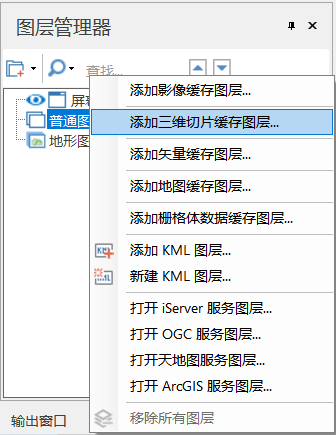 图层管理器
查找...
添加影像缓存图层...
屏幕
添加三维切片缓存图层...
普通图
地形图
添加矢量缓存图层...
添加地图缓存图层...
添加栅格体数据缓存图层...
KML 添加 KML 图层...
新建 KML 图层...
打开 iServer 服务图层...
打开 OGC 服务图层...
打开天地图服务图层...
打开 ArcGIS 服务图层...
移除所有图层
输出窗口